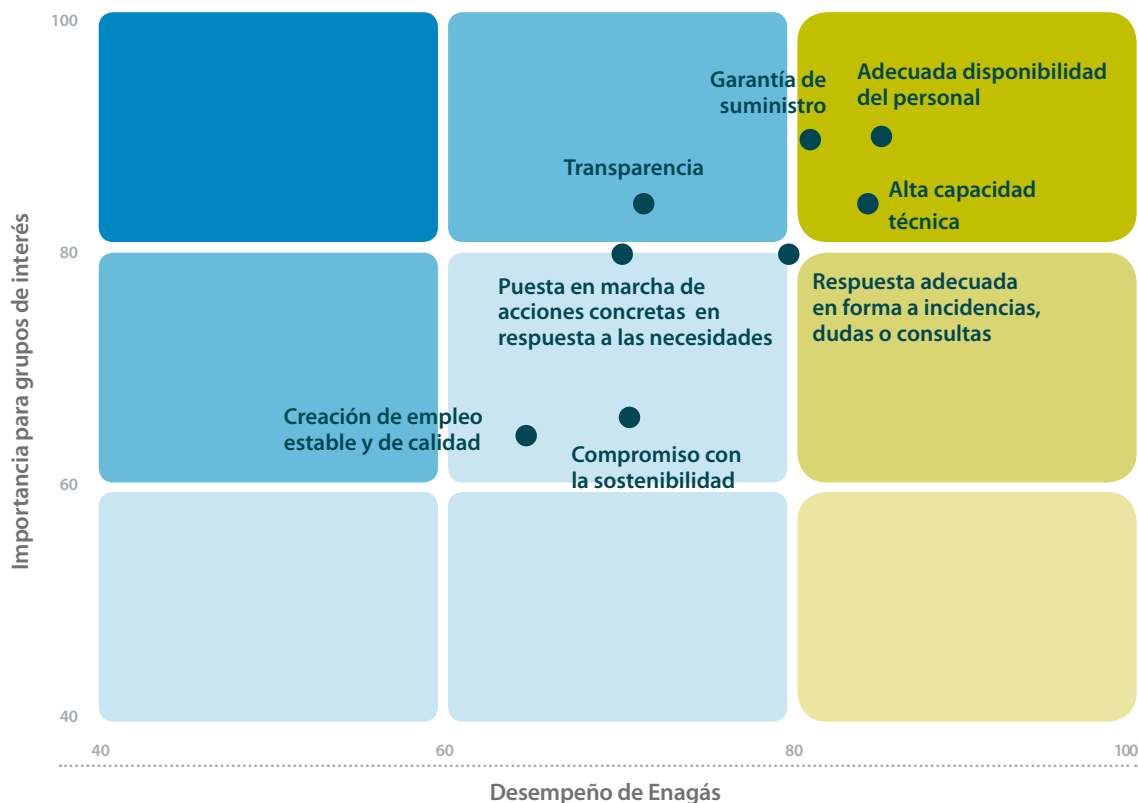 100
Garantía de
suministro
Adecuada disponibilidad
del personal
Transparencia
Alta capacidad
técnica
Importancia para grupos de interés
80
Puesta en marcha de
acciones concretas en
respuesta a las necesidades
Respuesta adecuada
en forma a incidencias,
dudas o consultas
Creación de empleo
estable y de calidad
Compromiso con
la sostenibilidad
60
40
40
60
80
100
Desempeño de Enagás